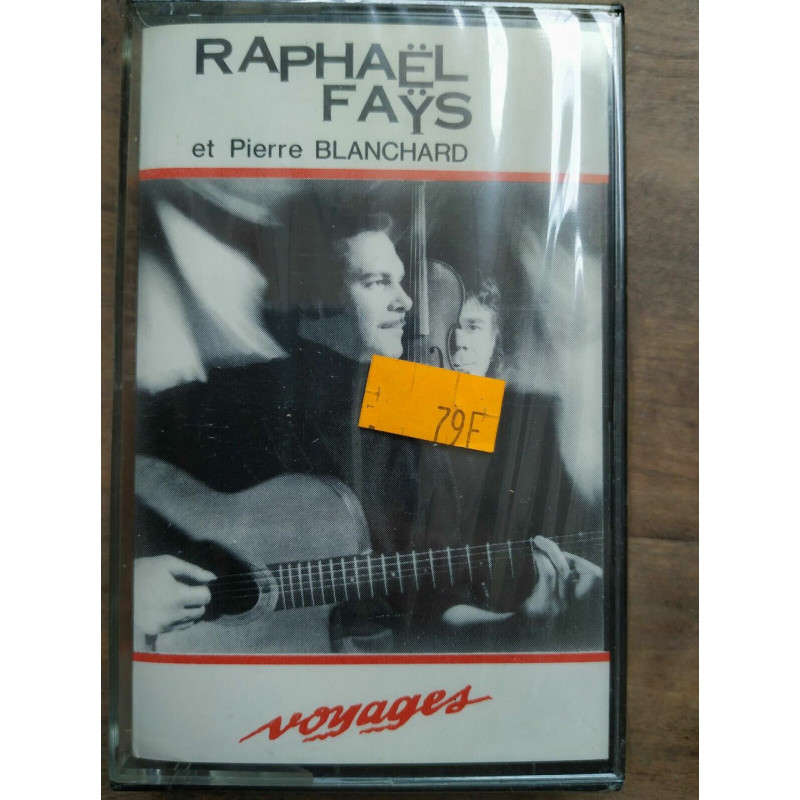 RAPHAËL
FAŸS
et Pierre BLANCHARD
79F
voyages